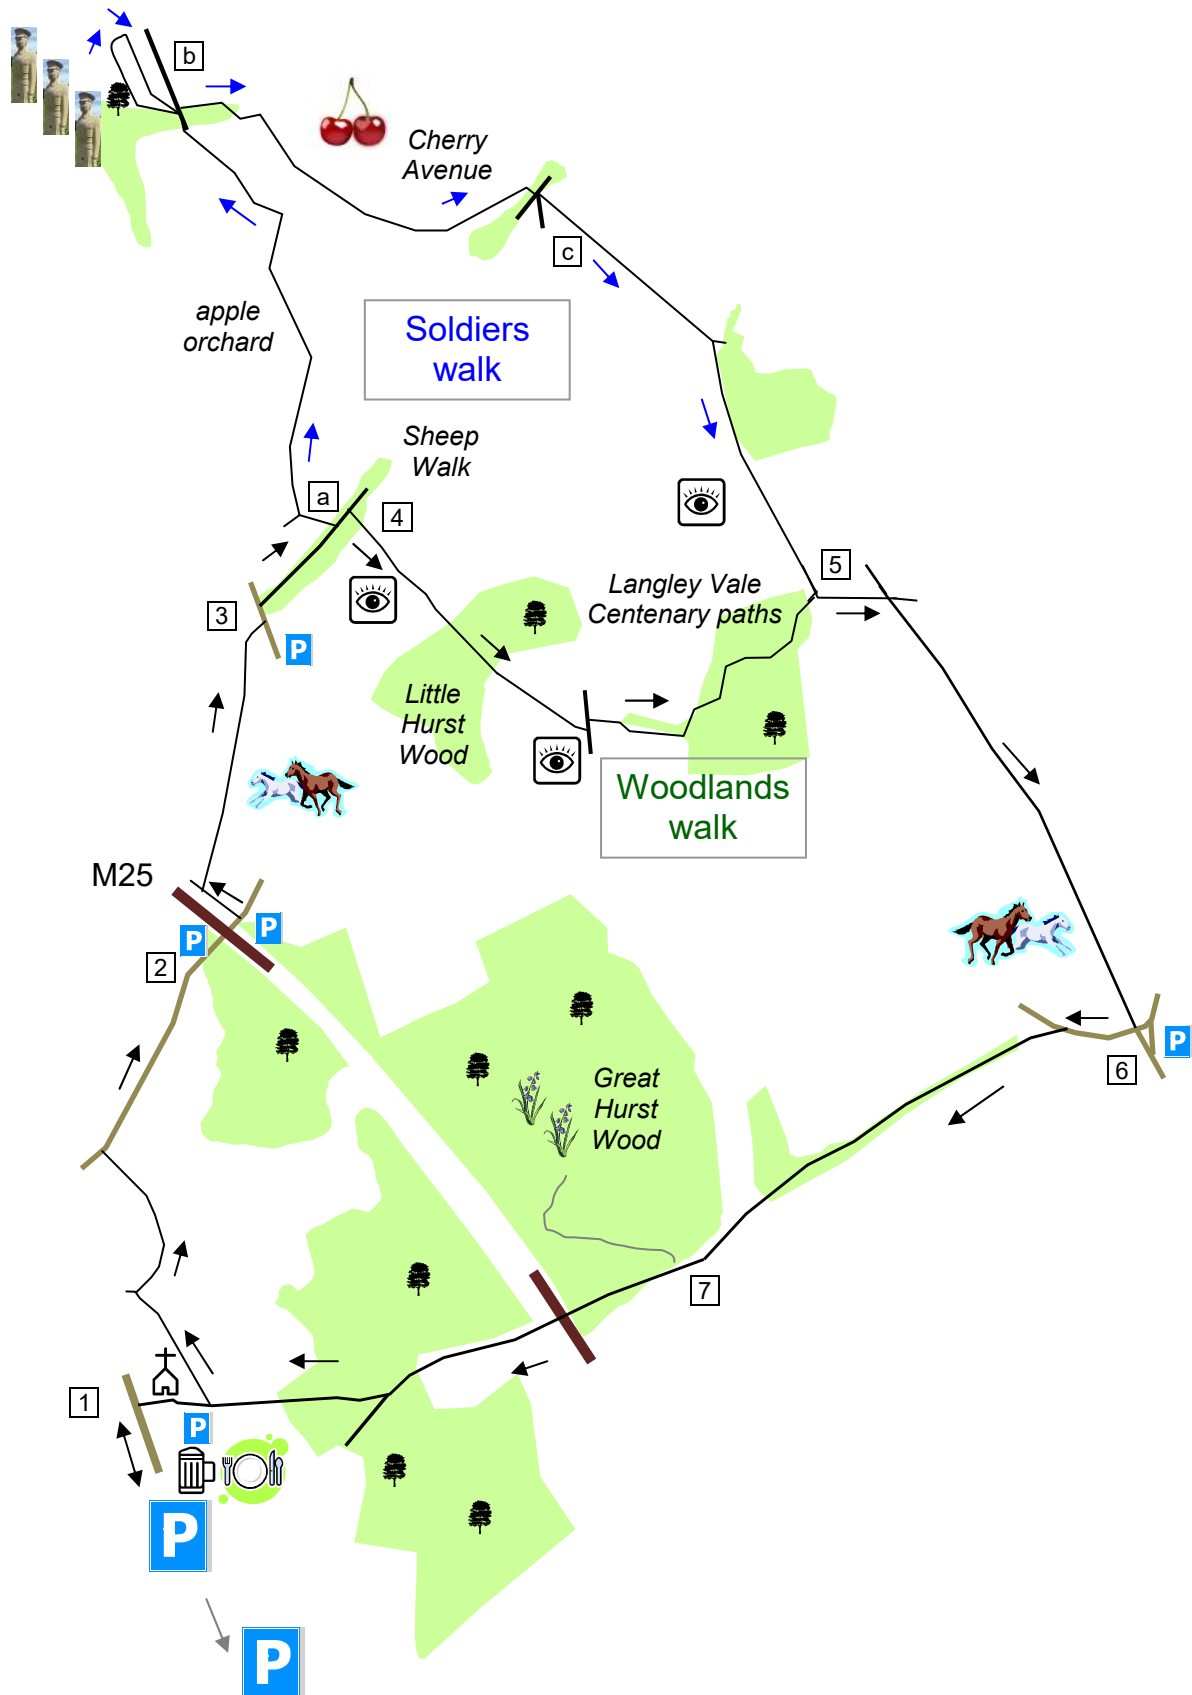 b
Cherry
Avenue
c
apple
orchard
Soldiers
walk
Sheep
Walk
a
4
5
Langley Vale
Centenary paths
3
P
Little
Hurst
Wood
Woodlands
walk
M25
P
P
2
Great
Hurst
Wood
P
6
7
1
P
P
P